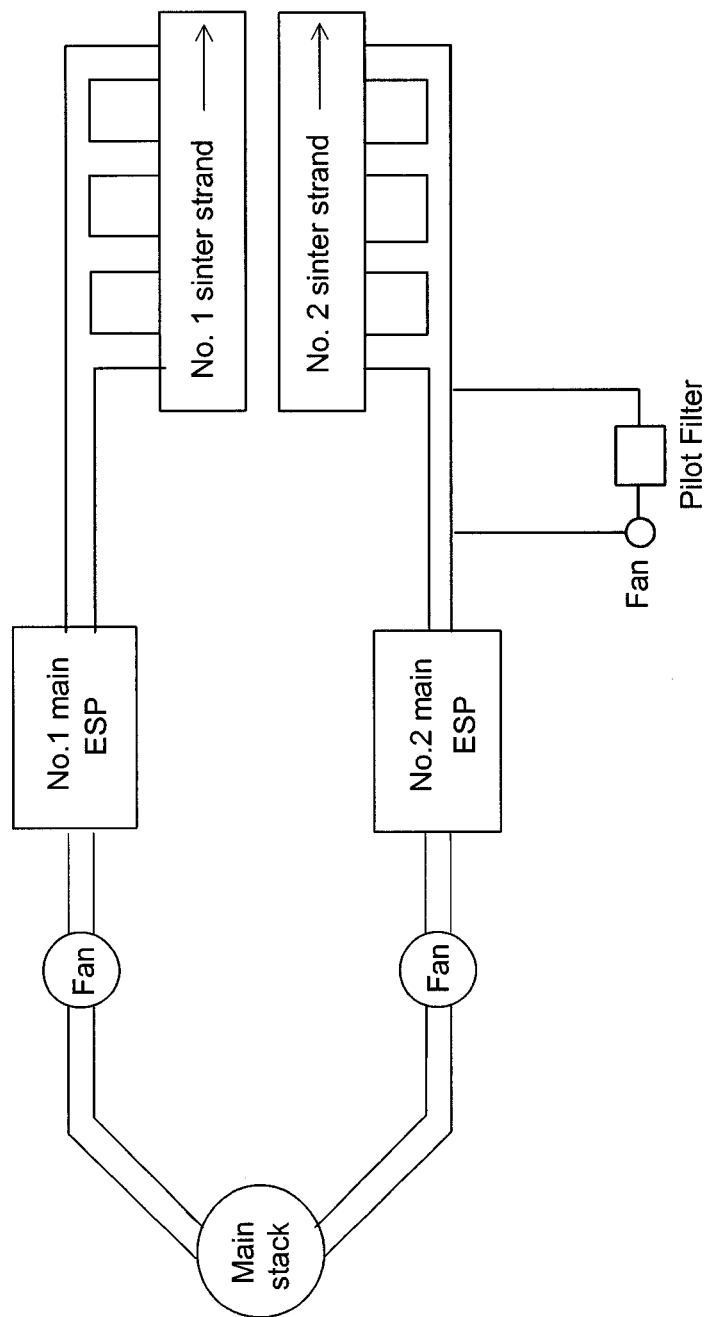 No. 1 sinter strand
No. 2 sinter strand
No.1 main
ESP
No.2 main
ESP
Pilot Filter
Fan
Fan
Fan
Main
stack